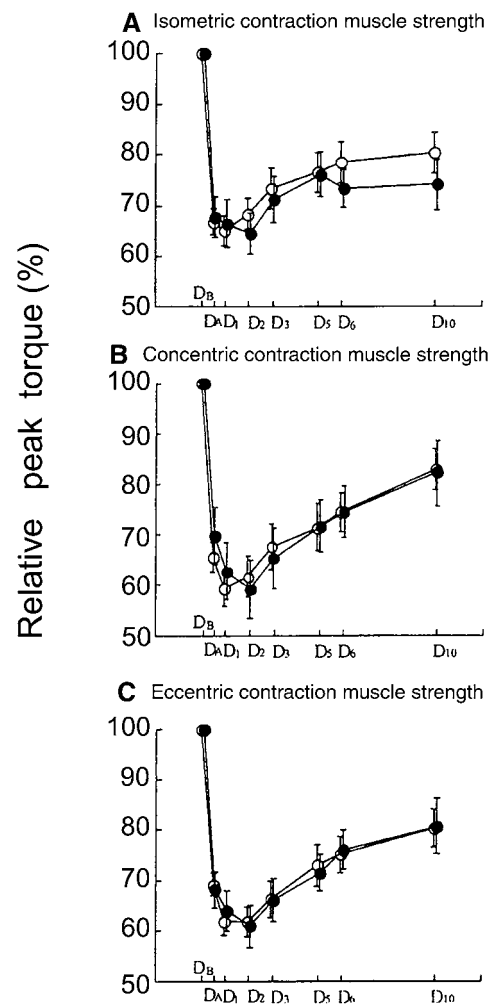 Relative peak torque (%)
A Isometric contraction muscle strength
100
90
80
70
60
50
DB
DA D1 D2 D3 D5 D6 D10
B Concentric contraction muscle strength
100
90
80
70
60
50
DB
DA D1 D2 D3 D5 D6 D10
C Eccentric contraction muscle strength
100
90
80
70
60
50
DB
DA D1 D2 D3 D5 D6 D10